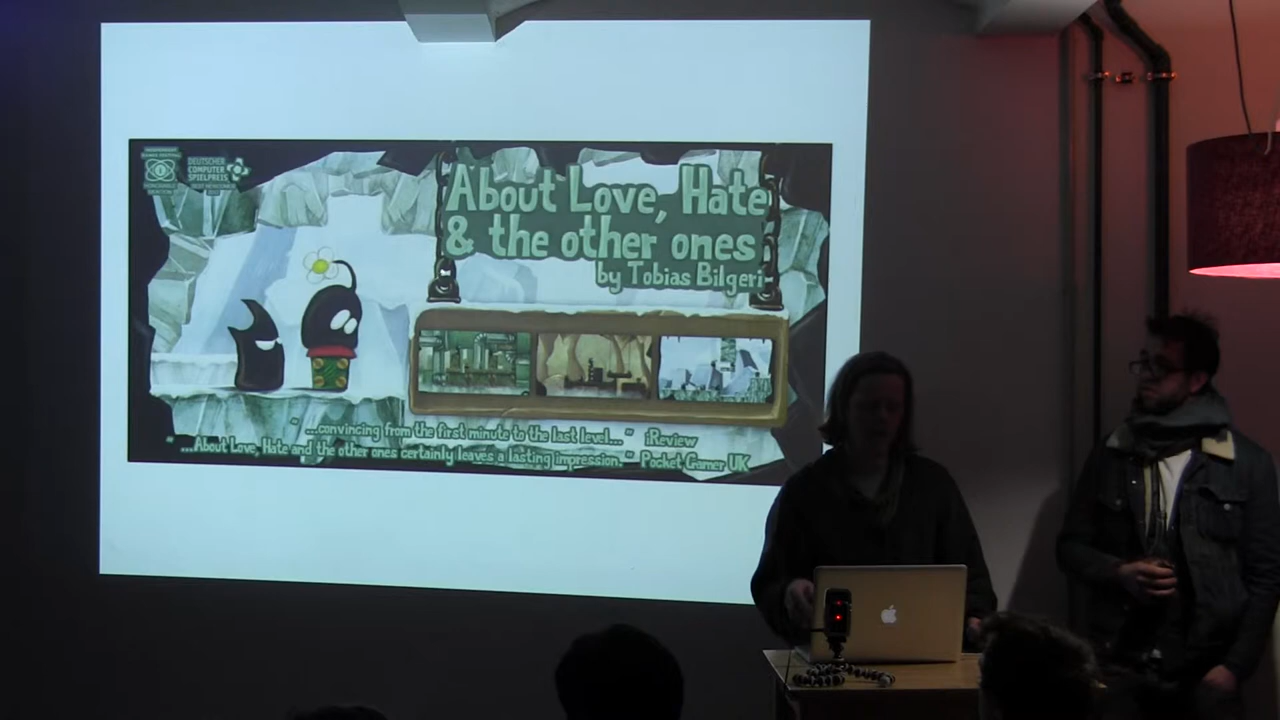 DEUTSCHER
COMPUTER
SPIELPREIS
About Love, Hate
& the other ones
by Tobias Bilgeri
"...convincing from the first minute to the last level..." iReview
"...About Love, Hate and the other ones certainly leaves a lasting impression." Pocket Gamer UK